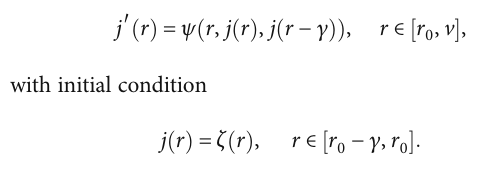 j′(r) = ψ(r, j(r), j(r − γ)), r ∈ [r₀, ν],
with initial condition
j(r) = ζ(r), r ∈ [r₀ − γ, r₀].